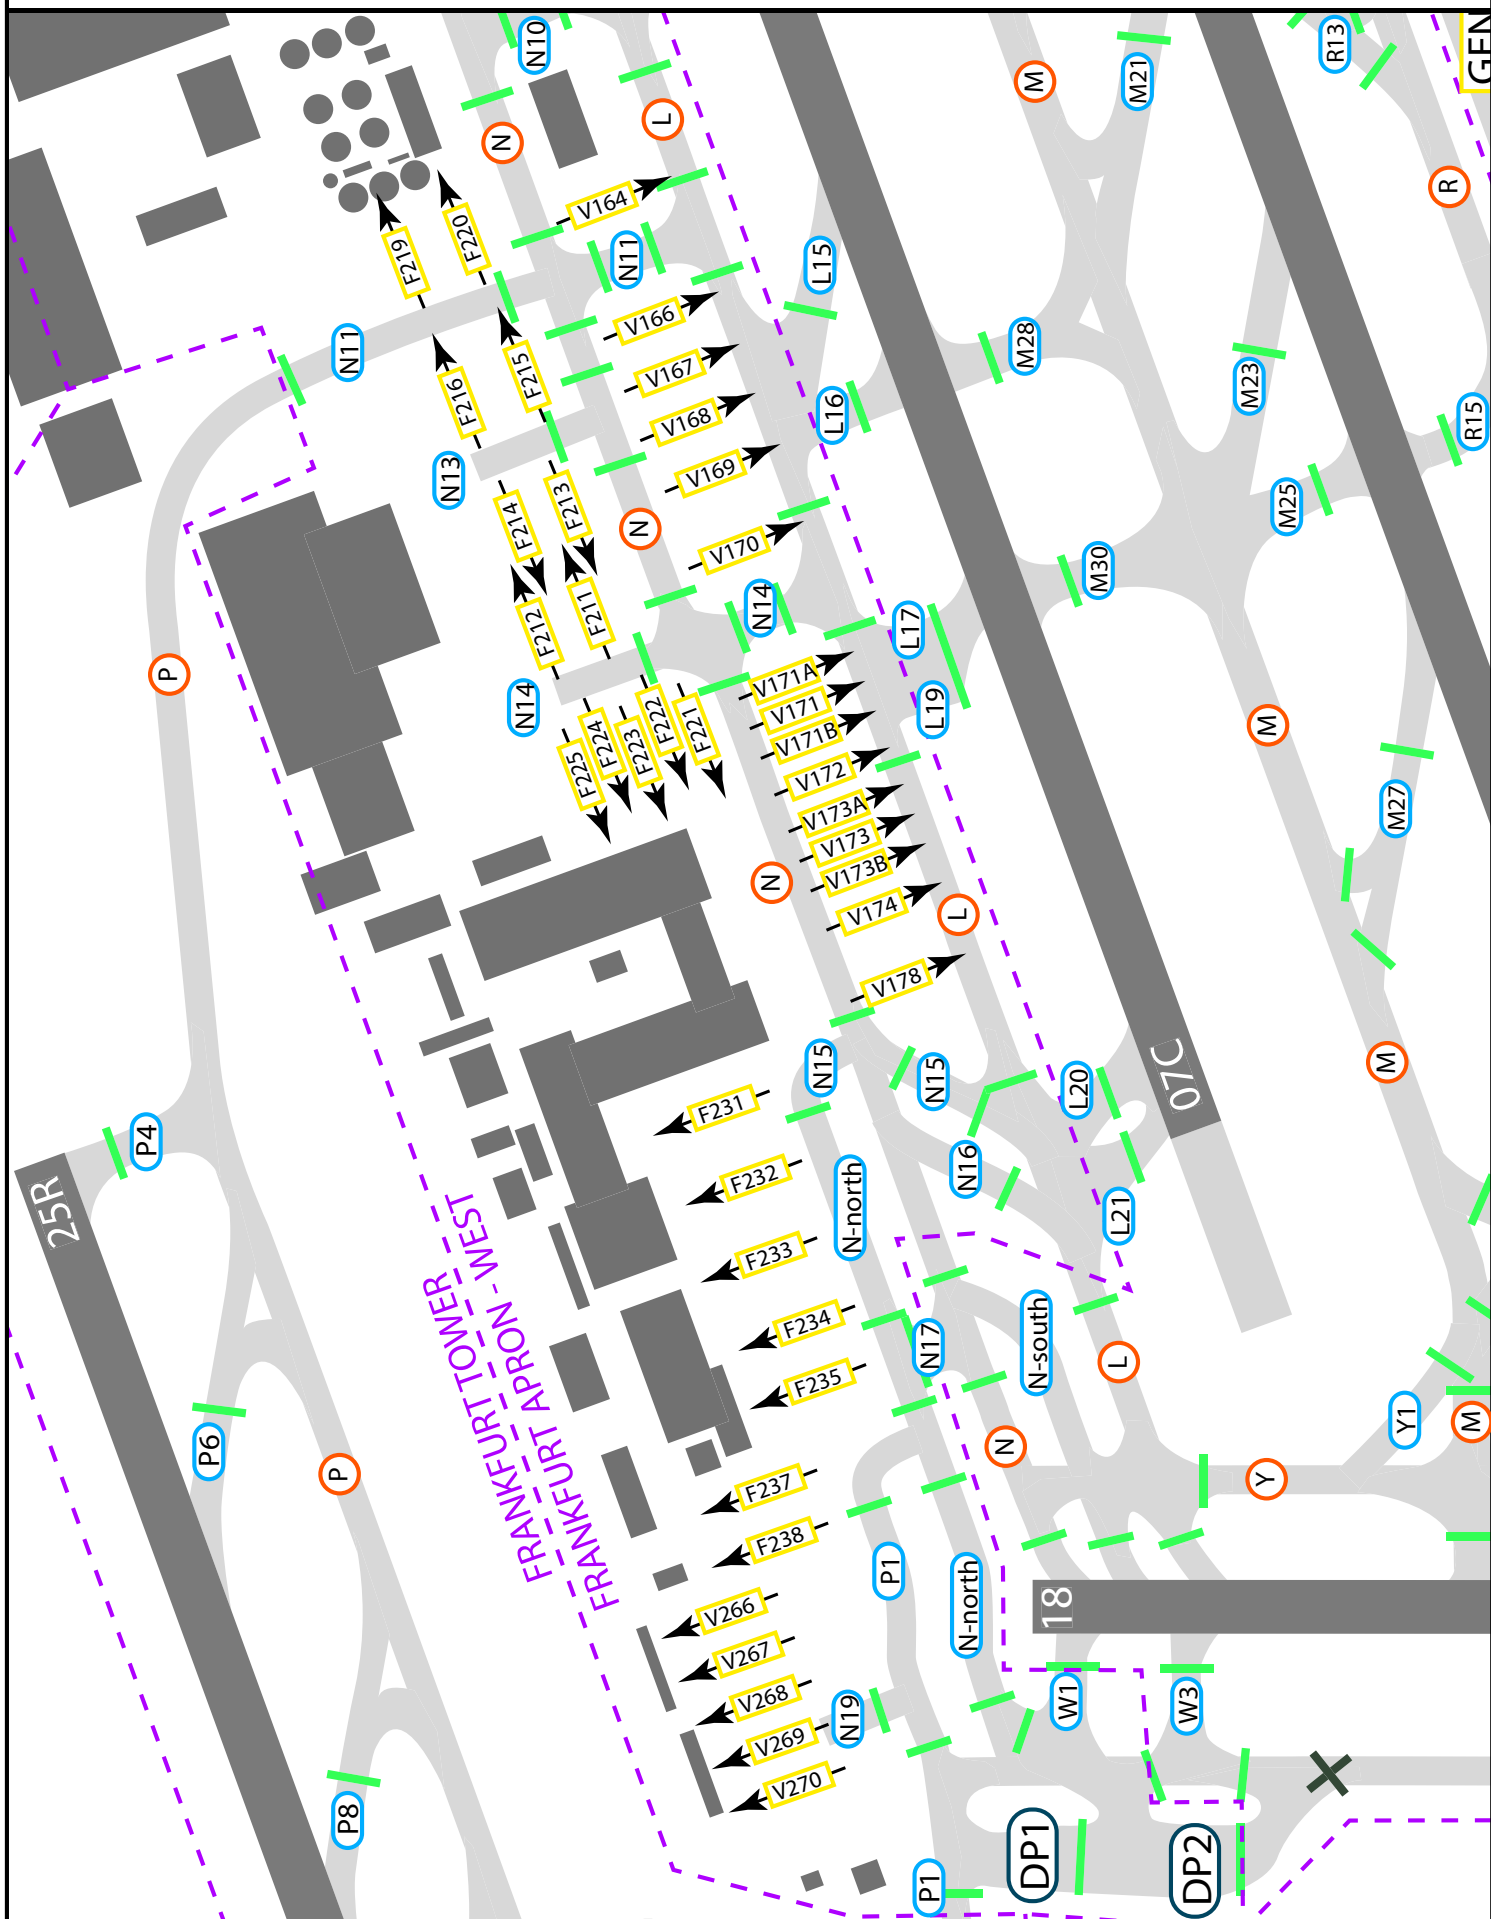 N10
R13
GEN
M
M21
L
N
R
V164
F220
F219
N11
L15
V166
F215
N11
M28
V167
F216
M23
V168
L16
R15
V169
N13
M25
F213
F214
N
V170
M30
N14
F211
F212
L17
P
V171A
N14
V171
L19
F222
F221
M
V171B
F224
F223
V172
F225
V173A
M27
V173
V173B
N
V174
L
V178
M
N15
N15
07C
L20
F231
P4
N16
F232
25R
N-north
L21
F233
FRANKFURT TOWER
FRANKFURT APRON - WEST
F234
N17
N-south
L
F235
Y1
M
P6
N
P
Y
F237
F238
P1
N-north
18
V266
V267
V268
W1
W3
N19
V269
V270
P8
DP1
DP2
P1